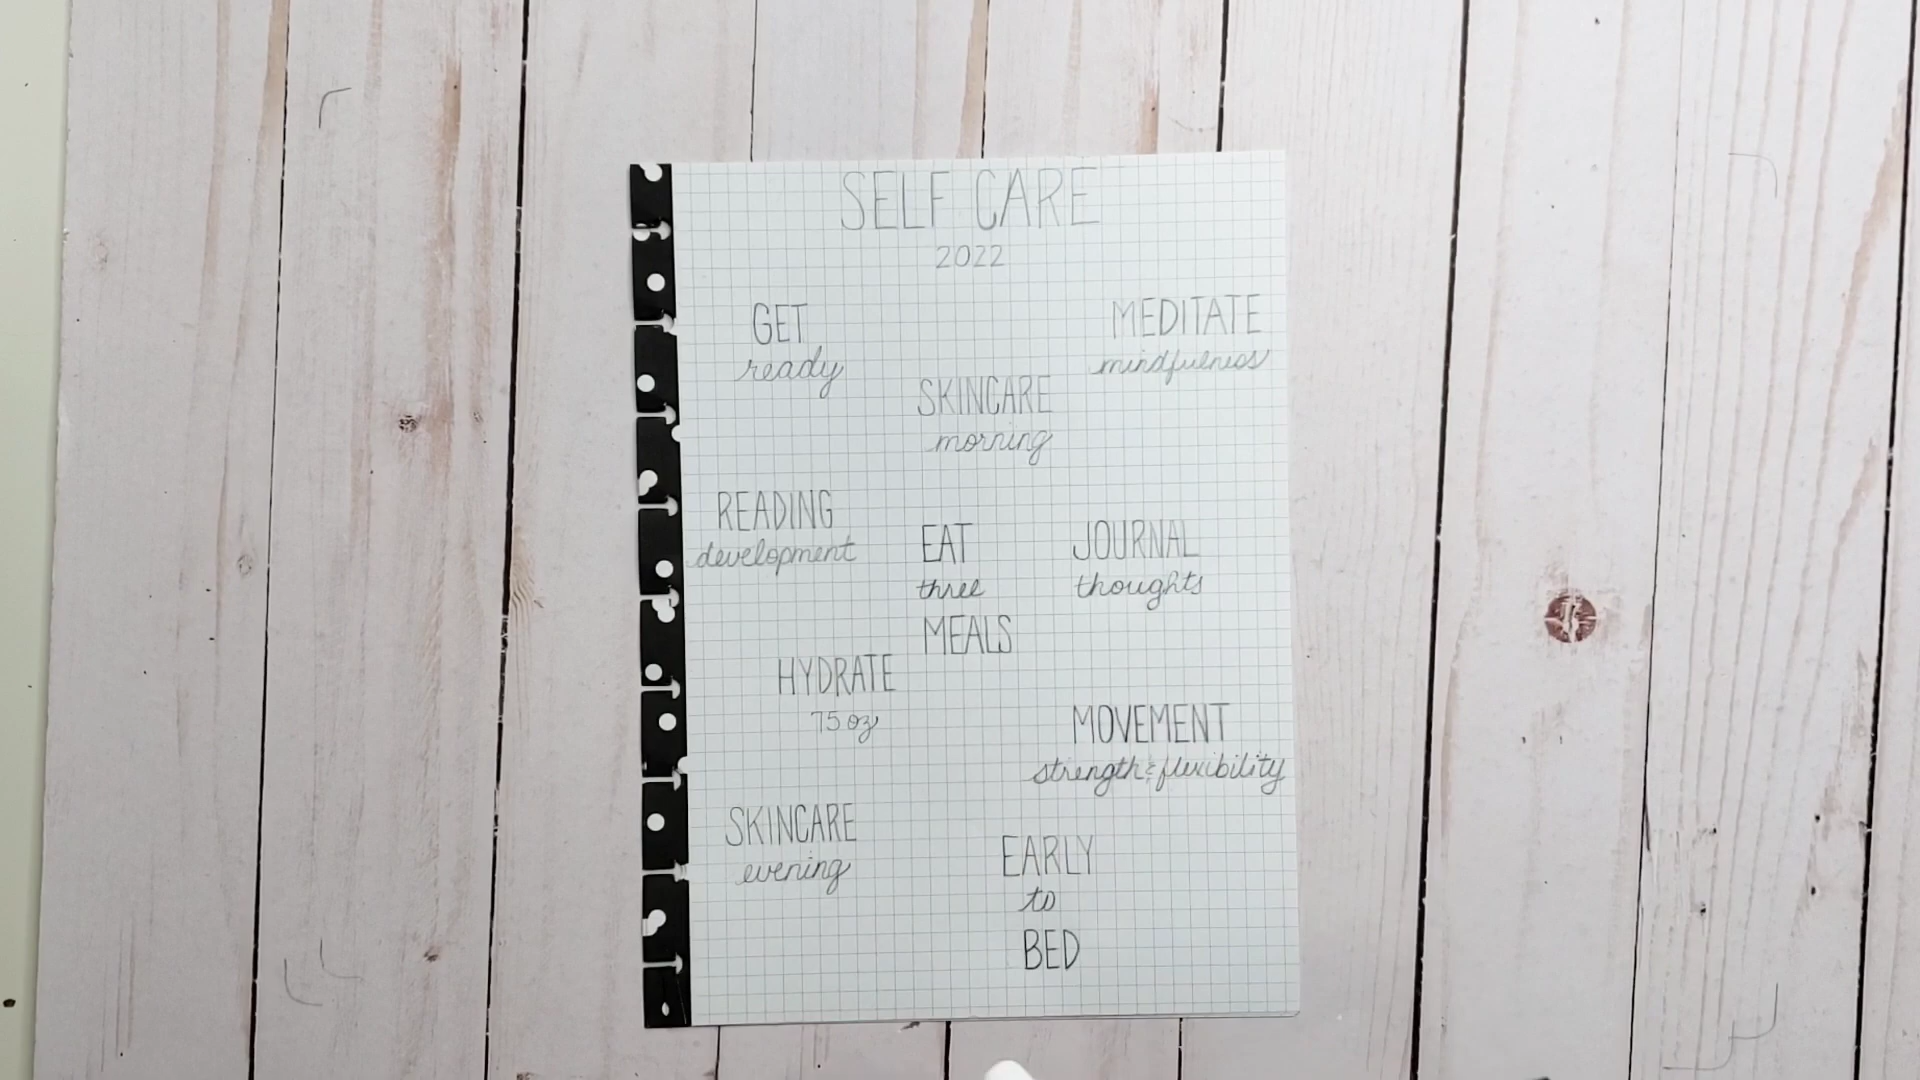 SELF CARE
2022
GET
ready
MEDITATE
mindfulness
SKINCARE
morning
READING
development
EAT
three
MEALS
JOURNAL
thoughts
HYDRATE
75 oz
MOVEMENT
strength & flexibility
SKINCARE
evening
EARLY
to
BED